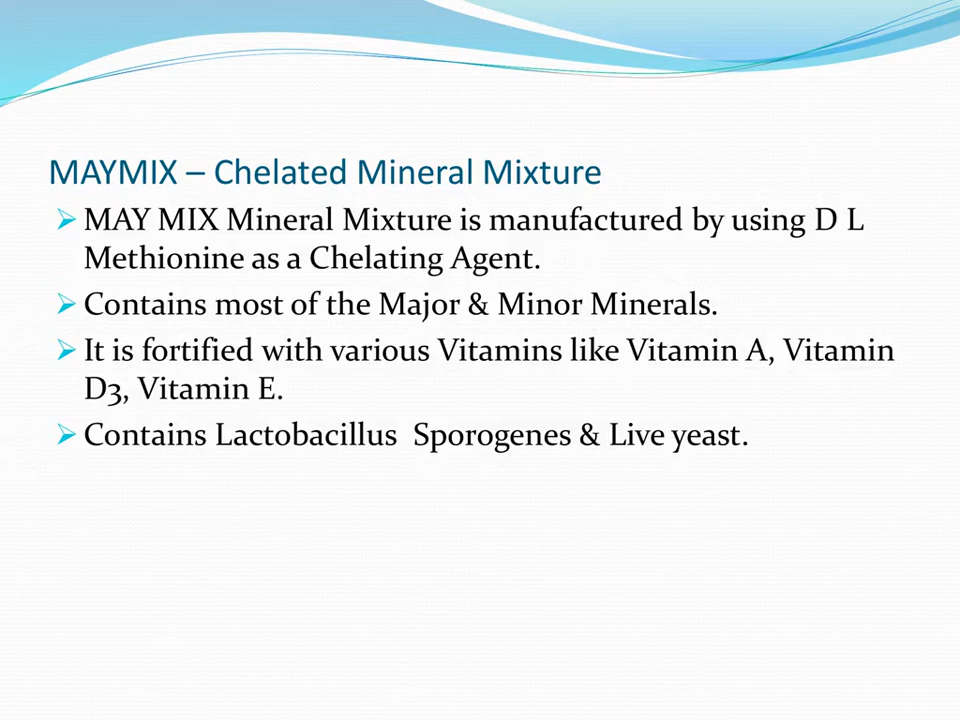 MAYMIX – Chelated Mineral Mixture
MAY MIX Mineral Mixture is manufactured by using D L
Methionine as a Chelating Agent.
Contains most of the Major & Minor Minerals.
It is fortified with various Vitamins like Vitamin A, Vitamin
D3, Vitamin E.
Contains Lactobacillus  Sporogenes & Live yeast.